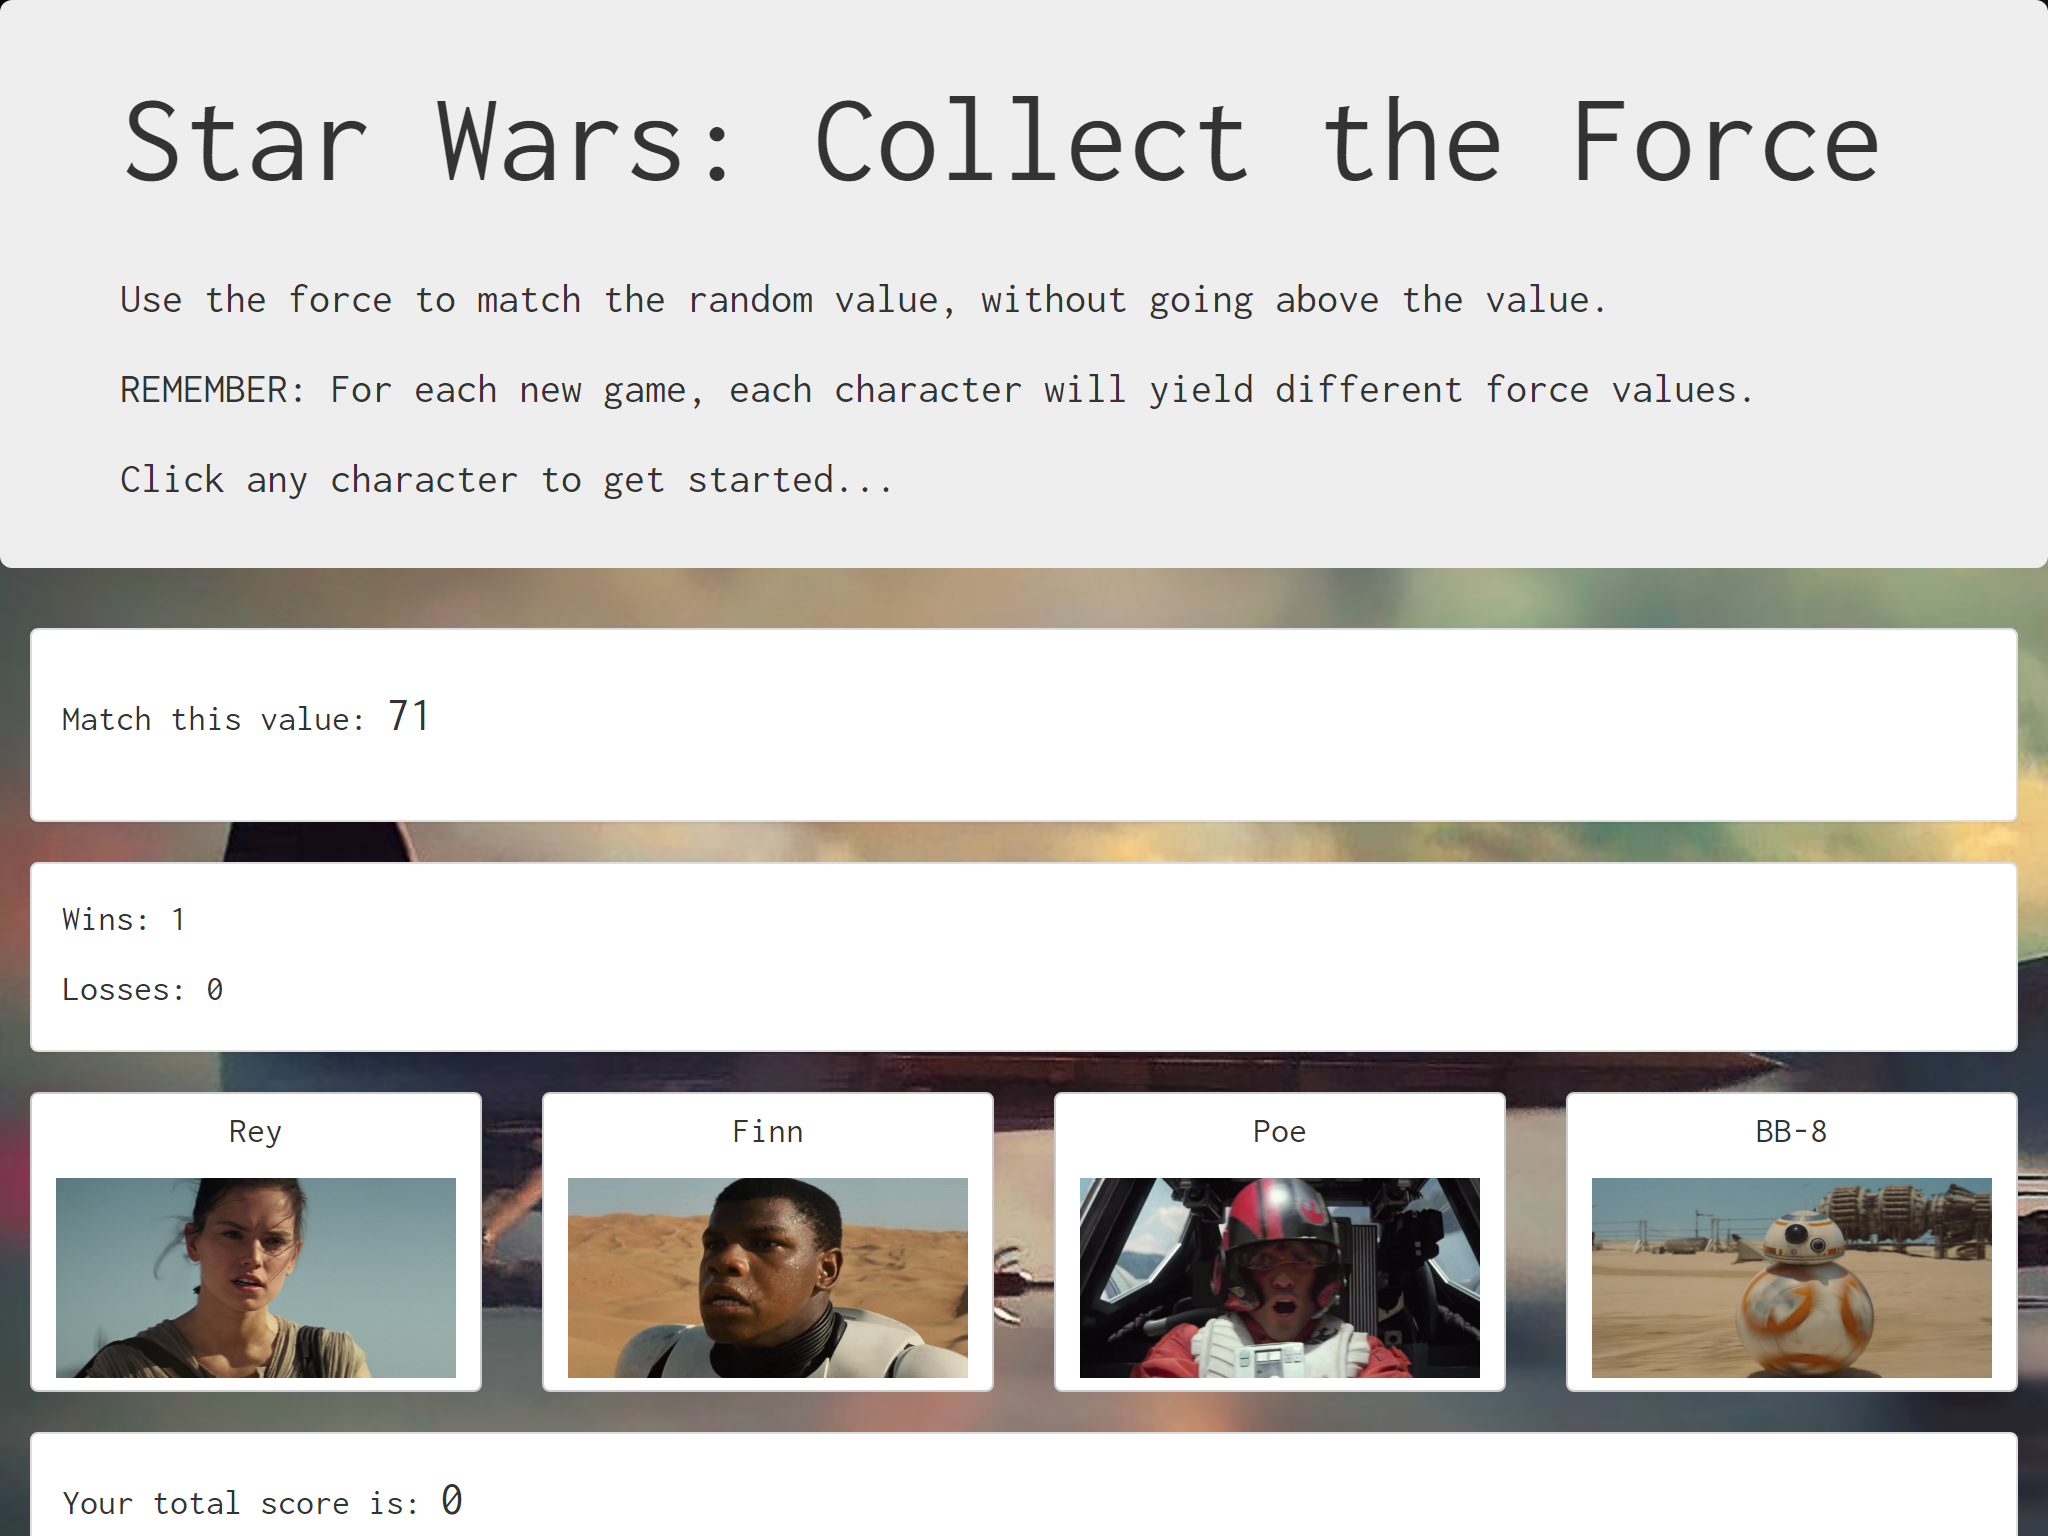 Star Wars: Collect the Force
Use the force to match the random value, without going above the value.
REMEMBER: For each new game, each character will yield different force values.
Click any character to get started...
Match this value: 71
Wins: 1
Losses: 0
Rey
Finn
Poe
BB-8
Your total score is: 0